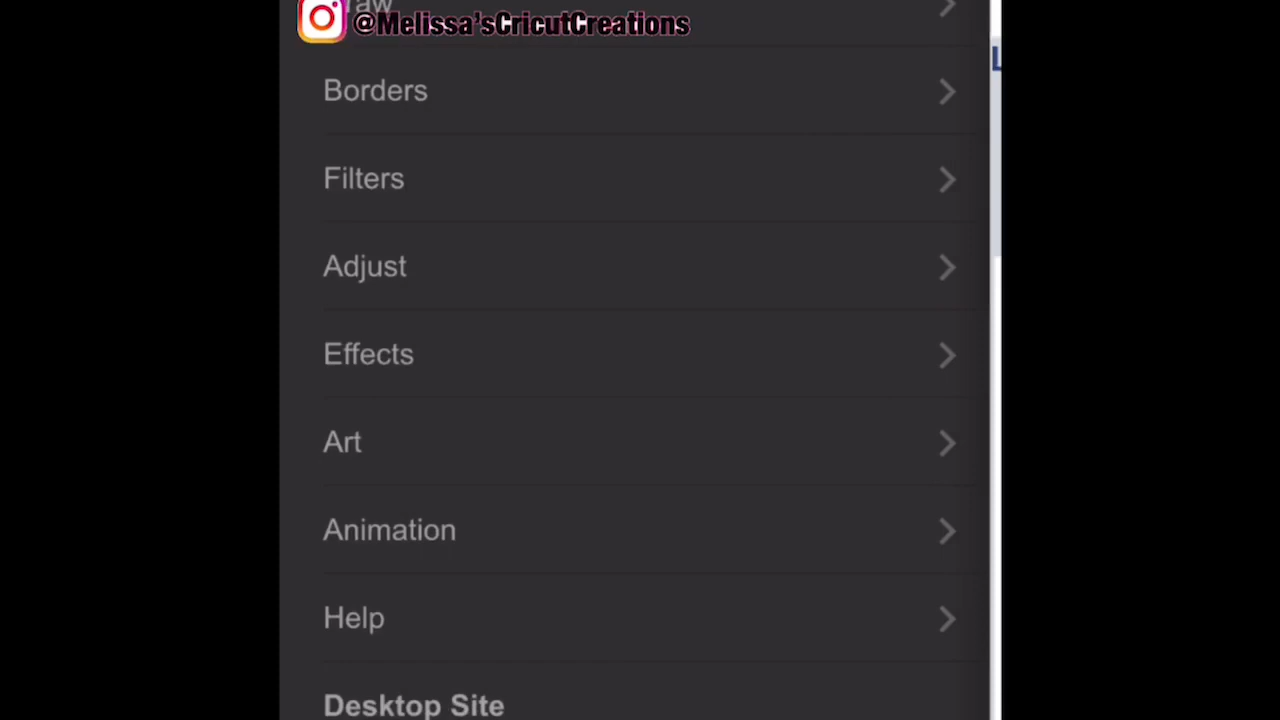 @Melissa'sCricutCreations
Borders
Filters
Adjust
Effects
Art
Animation
Help
Desktop Site